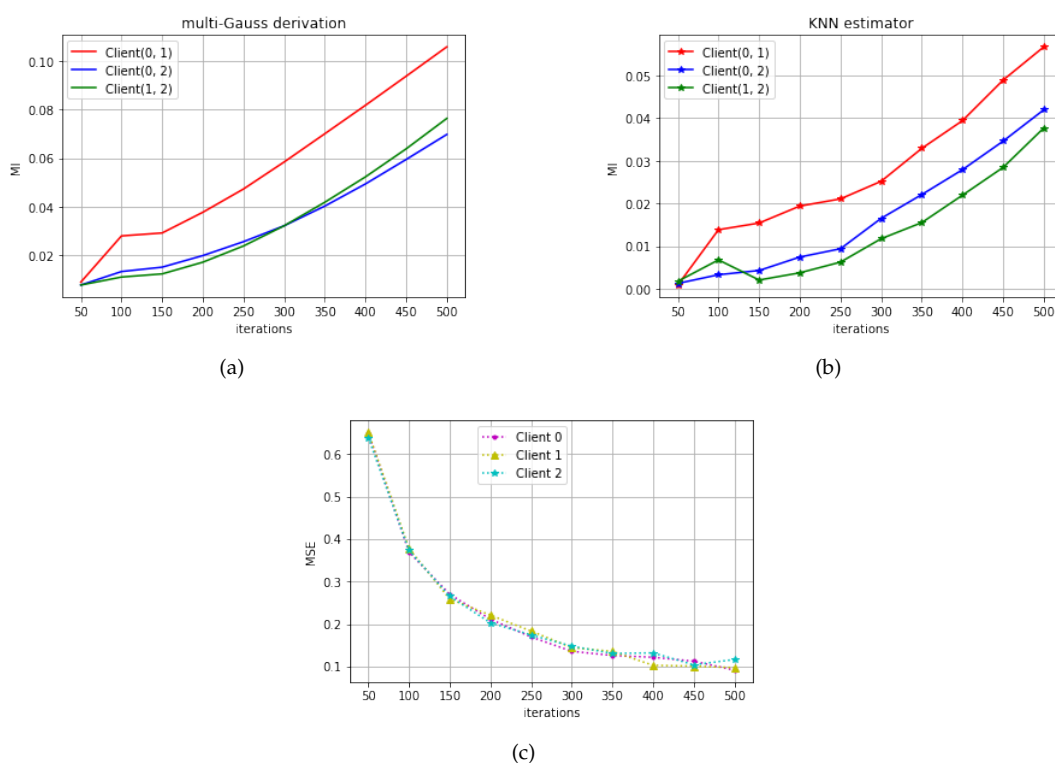 multi-Gauss derivation
Client(0, 1)
Client(0, 2)
Client(1, 2)
0.10
0.08
0.06
0.04
0.02
MI
50 100 150 200 250 300 350 400 450 500
iterations
(a)
KNN estimator
Client(0, 1)
Client(0, 2)
Client(1, 2)
0.05
0.04
0.03
0.02
0.01
0.00
MI
50 100 150 200 250 300 350 400 450 500
iterations
(b)
Client 0
Client 1
Client 2
0.6
0.5
0.4
0.3
0.2
0.1
MSE
50 100 150 200 250 300 350 400 450 500
iterations
(c)